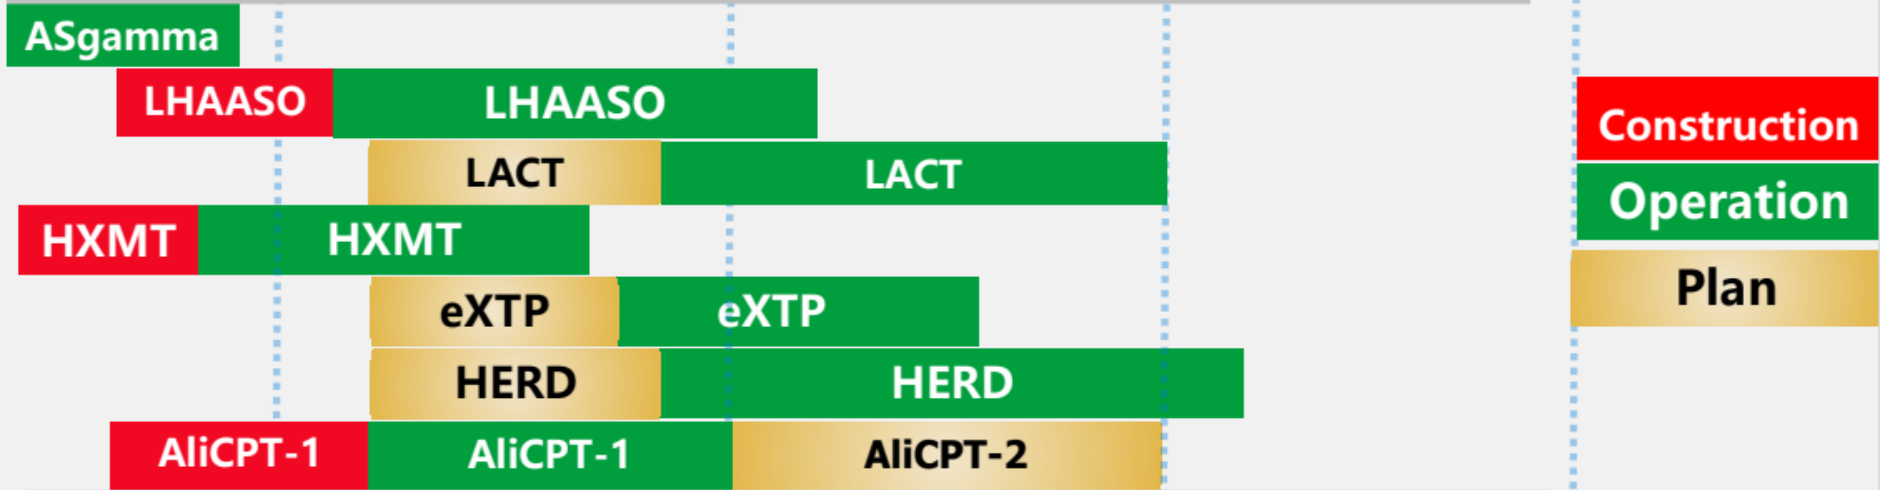 ASgamma
LHAASO LHAASO
Construction
LACT LACT
Operation
HXMT HXMT
Plan
eXTP eXTP
HERD HERD
AliCPT-1 AliCPT-1 AliCPT-2